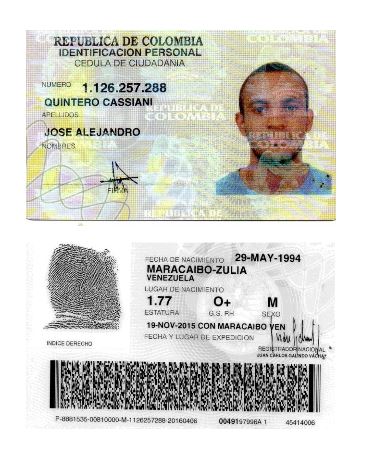 REPUBLICA DE COLOMBIA
IDENTIFICACION PERSONAL
CEDULA DE CIUDADANIA
NUMERO 1.126.257.288
QUINTERO CASSIANI
APELLIDOS
JOSE ALEJANDRO
NOMBRES
FIRMA
REPUBLICA DE COLOMBIA
FECHA DE NACIMIENTO 29-MAY-1994
MARACAIBO-ZULIA
VENEZUELA
LUGAR DE NACIMIENTO
1.77 O+ M
ESTATURA G.S. RH SEXO
19-NOV-2015 CON MARACAIBO VEN
FECHA Y LUGAR DE EXPEDICION
INDICE DERECHO
REGISTRADOR NACIONAL
JUAN CARLOS GALINDO VACHA
P-8881535-00810000-M-1126257288-20160406 0049197998A 1 45414006